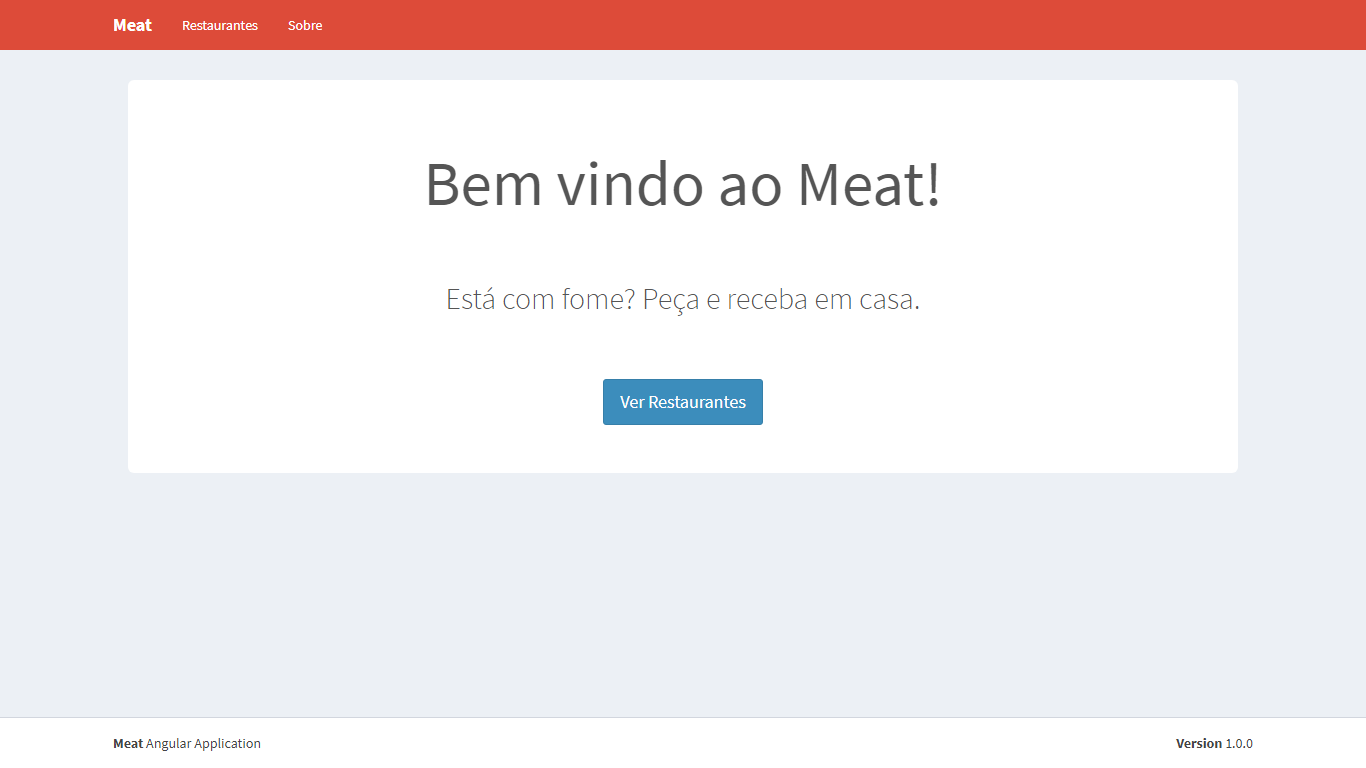 Meat Restaurantes Sobre
Bem vindo ao Meat!
Está com fome? Peça e receba em casa.
Ver Restaurantes
Meat Angular Application
Version 1.0.0